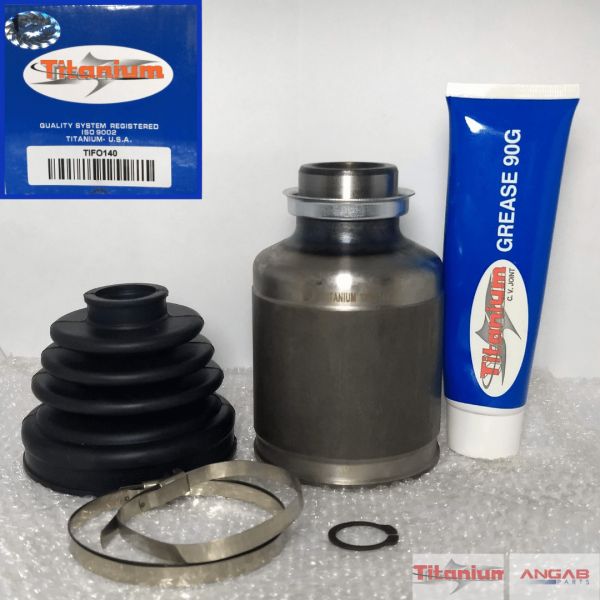 Titanium
QUALITY SYSTEM REGISTERED
ISO 9002
TITANIUM- U.S.A.
TIFO140
TITANIUM
GREASE 90G
Titanium
C.V. JOINT
Titanium
ANGAB
PARTS